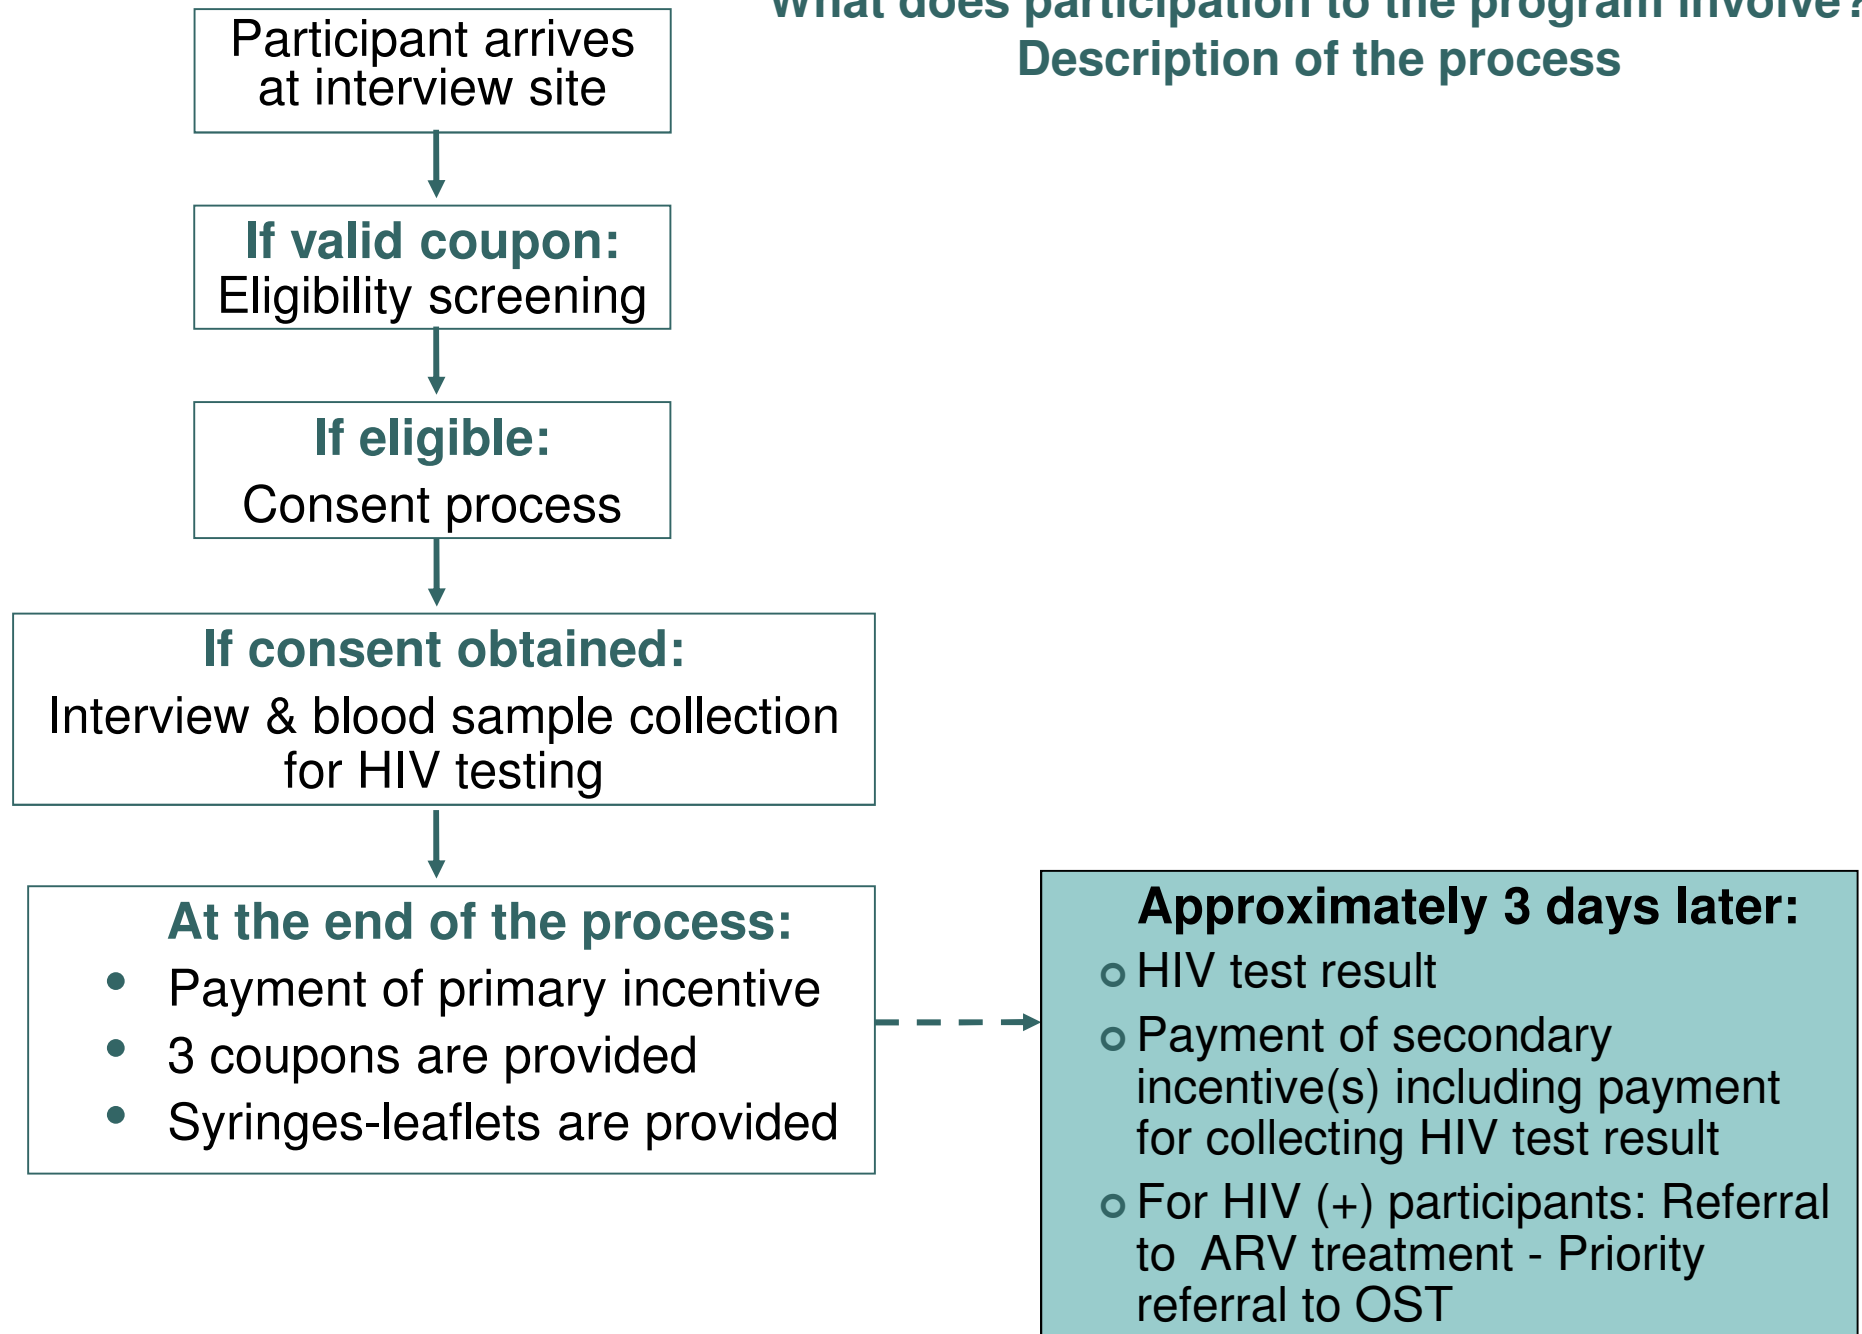 What does participation to the program involve?
Description of the process
Participant arrives
at interview site
If valid coupon:
Eligibility screening
If eligible:
Consent process
If consent obtained:
Interview & blood sample collection
for HIV testing
At the end of the process:
• Payment of primary incentive
• 3 coupons are provided
• Syringes-leaflets are provided
Approximately 3 days later:
HIV test result
Payment of secondary
incentive(s) including payment
for collecting HIV test result
For HIV (+) participants: Referral
to ARV treatment - Priority
referral to OST